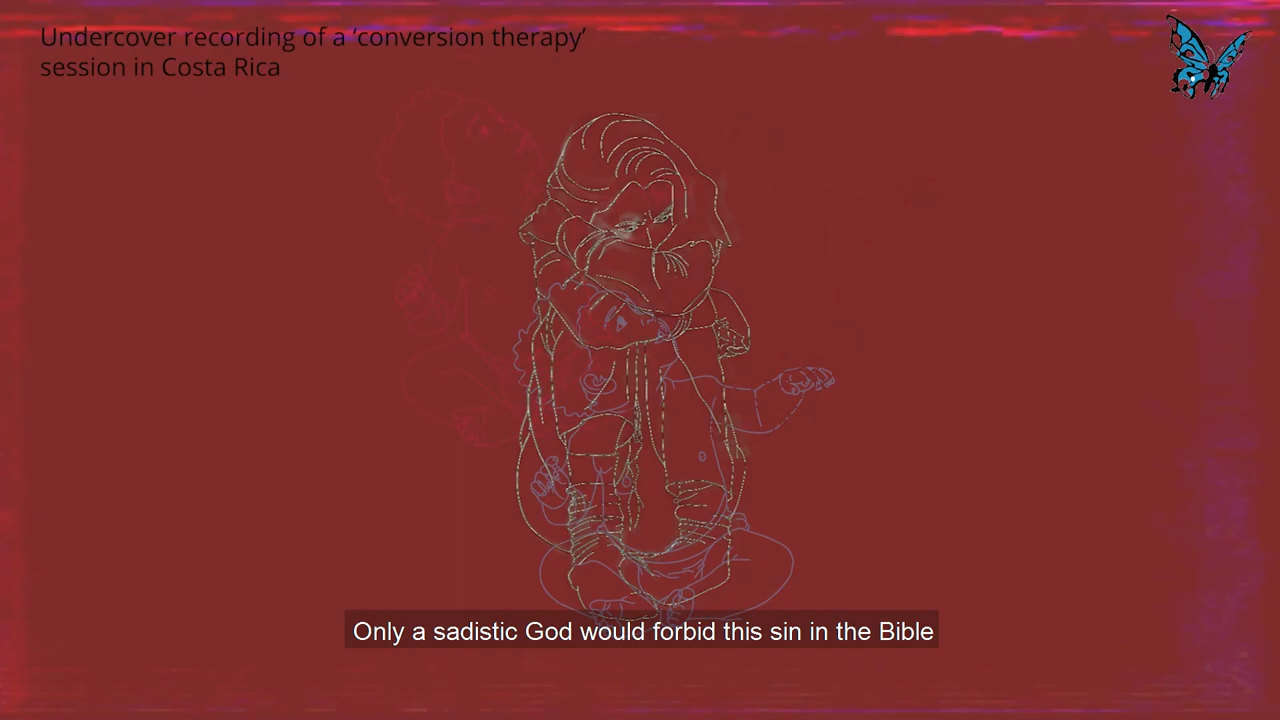 Undercover recording of a ‘conversion therapy’
session in Costa Rica
Only a sadistic God would forbid this sin in the Bible